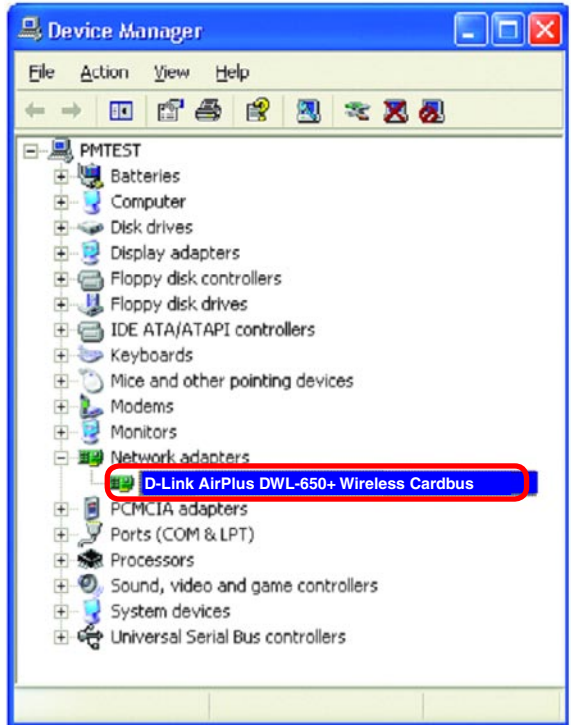 Device Manager
File Action View Help
PMTEST
Batteries
Computer
Disk drives
Display adapters
Floppy disk controllers
Floppy disk drives
IDE ATA/ATAPI controllers
Keyboards
Mice and other pointing devices
Modems
Monitors
Network adapters
D-Link AirPlus DWL-650+ Wireless Cardbus
PCMCIA adapters
Ports (COM & LPT)
Processors
Sound, video and game controllers
System devices
Universal Serial Bus controllers